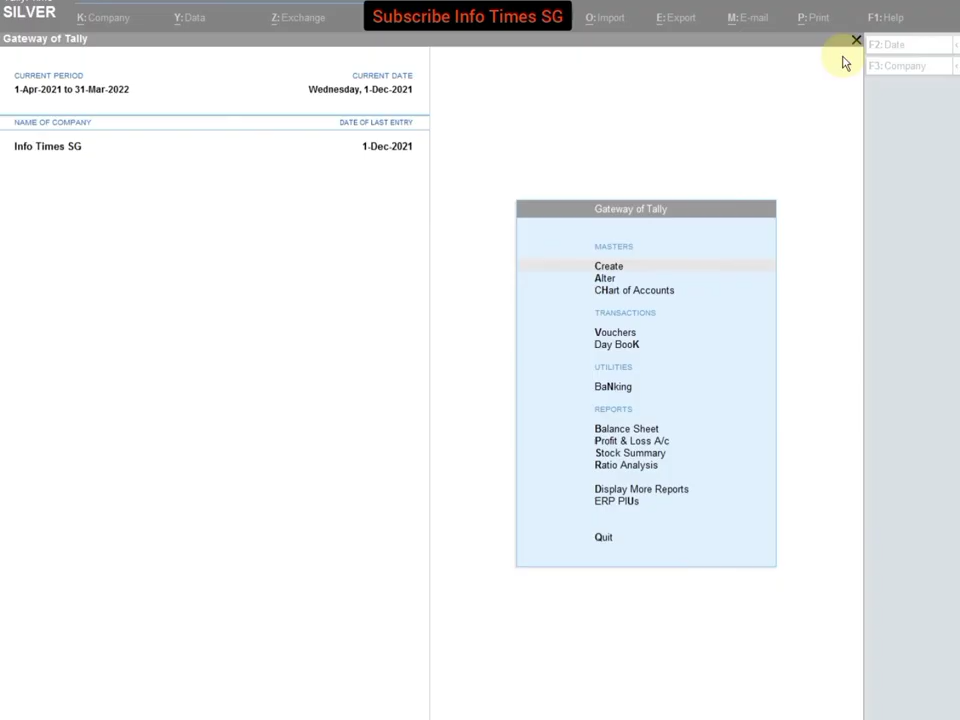 SILVER
K: Company
Y: Data
Z: Exchange
Subscribe Info Times SG
O: Import
E: Export
M: E-mail
P: Print
F1: Help
Gateway of Tally
F2: Date
F3: Company
CURRENT PERIOD
CURRENT DATE
1-Apr-2021 to 31-Mar-2022
Wednesday, 1-Dec-2021
NAME OF COMPANY
DATE OF LAST ENTRY
Info Times SG
1-Dec-2021
Gateway of Tally
MASTERS
Create
Alter
CHart of Accounts
TRANSACTIONS
Vouchers
Day BooK
UTILITIES
BaNking
REPORTS
Balance Sheet
Profit & Loss A/c
Stock Summary
Ratio Analysis
Display More Reports
ERP PlUs
Quit